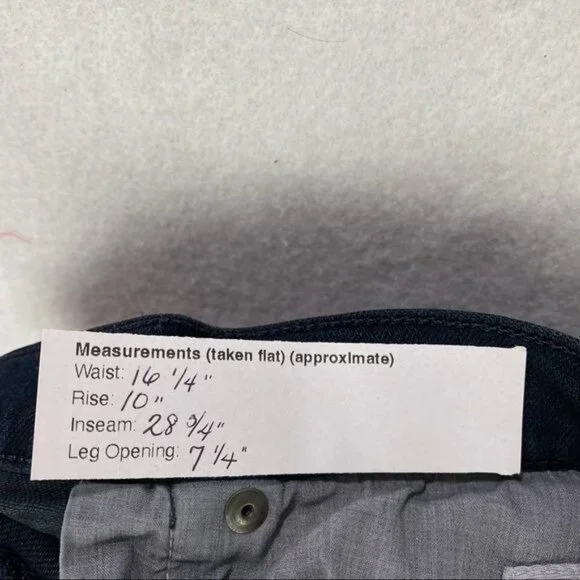 Measurements (taken flat) (approximate)
Waist: 16 1/4"
Rise: 10"
Inseam: 28 3/4"
Leg Opening: 7 1/4"